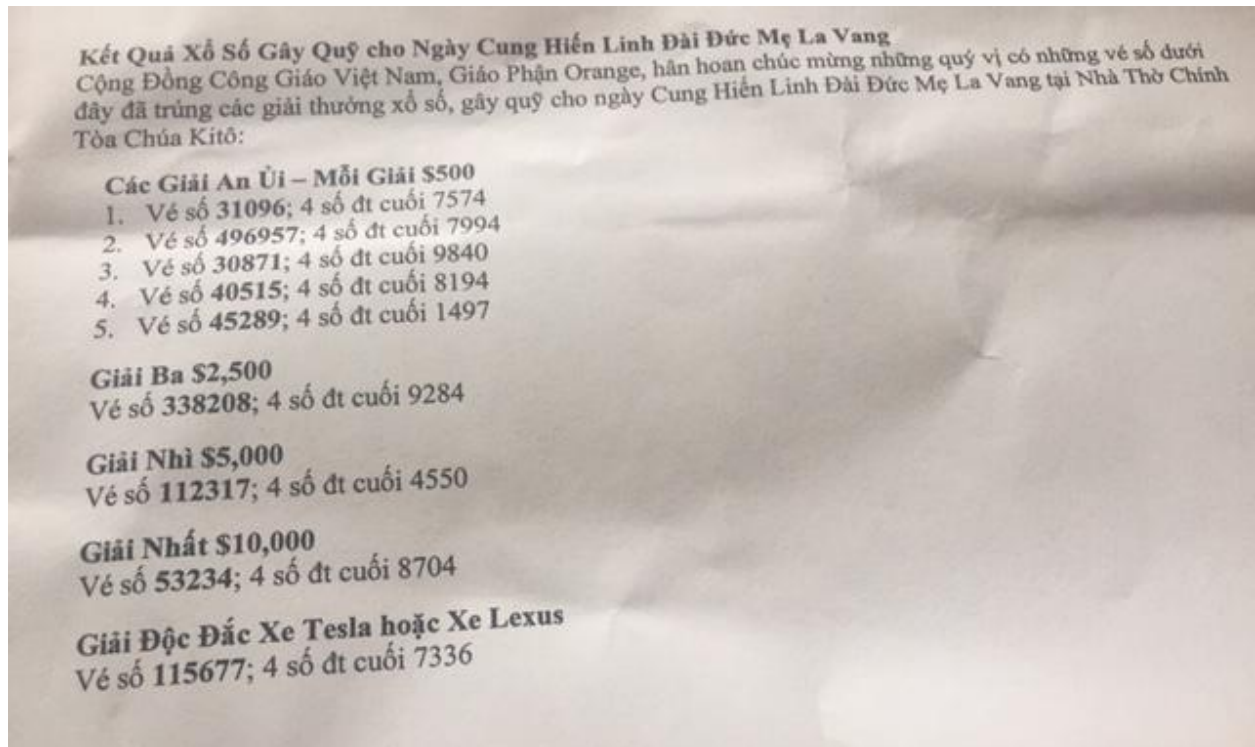 Kết Quả Xổ Số Gây Quỹ cho Ngày Cung Hiến Linh Đài Đức Mẹ La Vang
Cộng Đồng Công Giáo Việt Nam, Giáo Phận Orange, hân hoan chúc mừng những quý vị có những vé số dưới
đây đã trúng các giải thưởng xổ số, gây quỹ cho ngày Cung Hiến Linh Đài Đức Mẹ La Vang tại Nhà Thờ Chính
Tòa Chúa Kitô:
Các Giải An Ủi – Mỗi Giải $500
1. Vé số 31096; 4 số đt cuối 7574
2. Vé số 496957; 4 số đt cuối 7994
3. Vé số 30871; 4 số đt cuối 9840
4. Vé số 40515; 4 số đt cuối 8194
5. Vé số 45289; 4 số đt cuối 1497
Giải Ba $2,500
Vé số 338208; 4 số đt cuối 9284
Giải Nhì $5,000
Vé số 112317; 4 số đt cuối 4550
Giải Nhất $10,000
Vé số 53234; 4 số đt cuối 8704
Giải Độc Đắc Xe Tesla hoặc Xe Lexus
Vé số 115677; 4 số đt cuối 7336